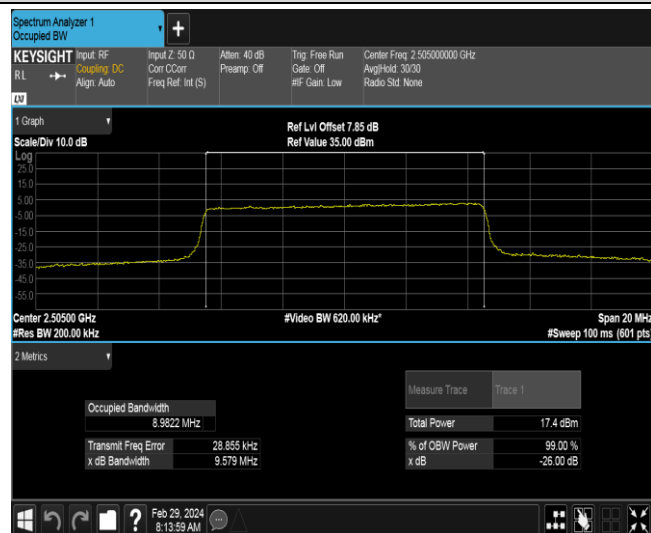 Spectrum Analyzer 1
Occupied BW
+
KEYSIGHT Input: RF Input Z: 50 Ω Atten: 40 dB Trig: Free Run Center Freq: 2.505000000 GHz
RL Coupling: DC Corr CCorr Preamp: Off Gate: Off Avg|Hold: 30/30
Align: Auto Freq Ref: Int (S) #IF Gain: Low Radio Std: None
LXI
1 Graph Ref Lvl Offset 7.85 dB
Scale/Div 10.0 dB Ref Value 35.00 dBm
Log
25.0
15.0
5.00
-5.00
-15.0
-25.0
-35.0
-45.0
-55.0
Center 2.50500 GHz #Video BW 620.00 kHz* Span 20 MHz
#Res BW 200.00 kHz #Sweep 100 ms (601 pts)
2 Metrics
Measure Trace Trace 1
Occupied Bandwidth
8.9822 MHz Total Power 17.4 dBm
Transmit Freq Error 28.855 kHz % of OBW Power 99.00 %
x dB Bandwidth 9.579 MHz x dB -26.00 dB
? Feb 29, 2024
8:13:59 AM